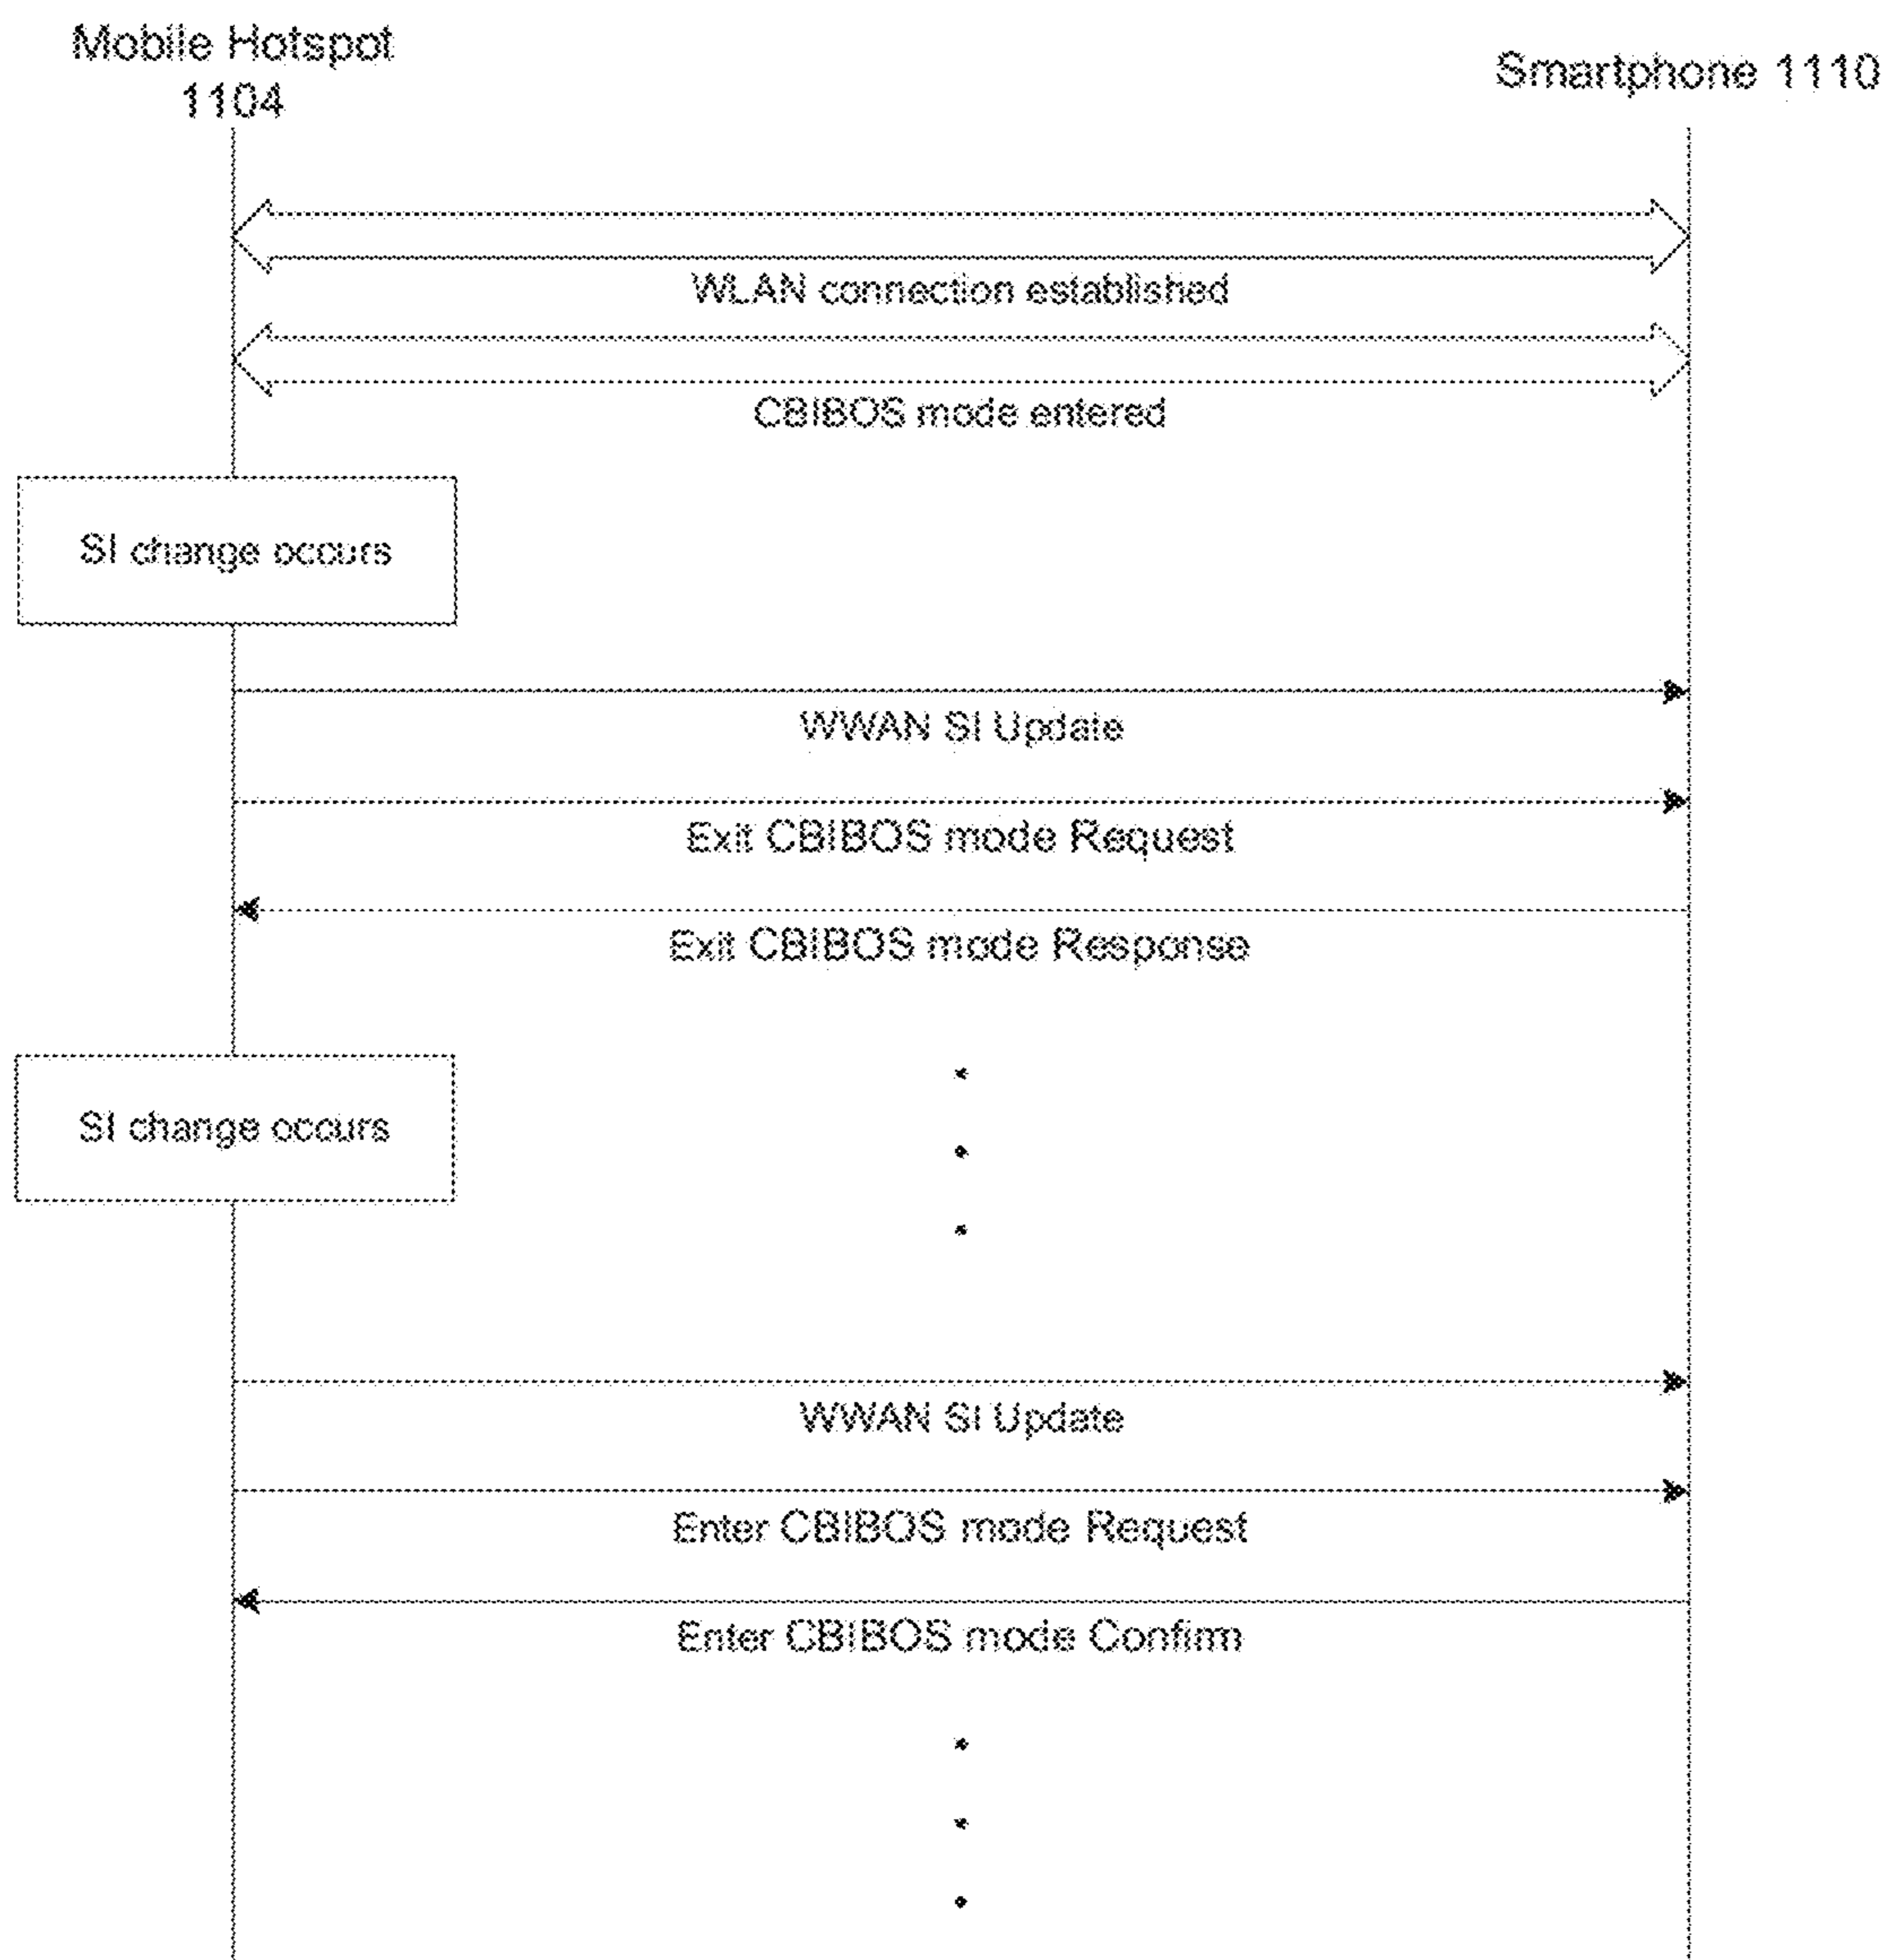 Mobile Hotspot
1104
Smartphone 1110
WLAN connection established
CBIBOS mode entered
SI change occurs
WWAN SI Update
Exit CBIBOS mode Request
Exit CBIBOS mode Response
SI change occurs
WWAN SI Update
Enter CBIBOS mode Request
Enter CBIBOS mode Confirm